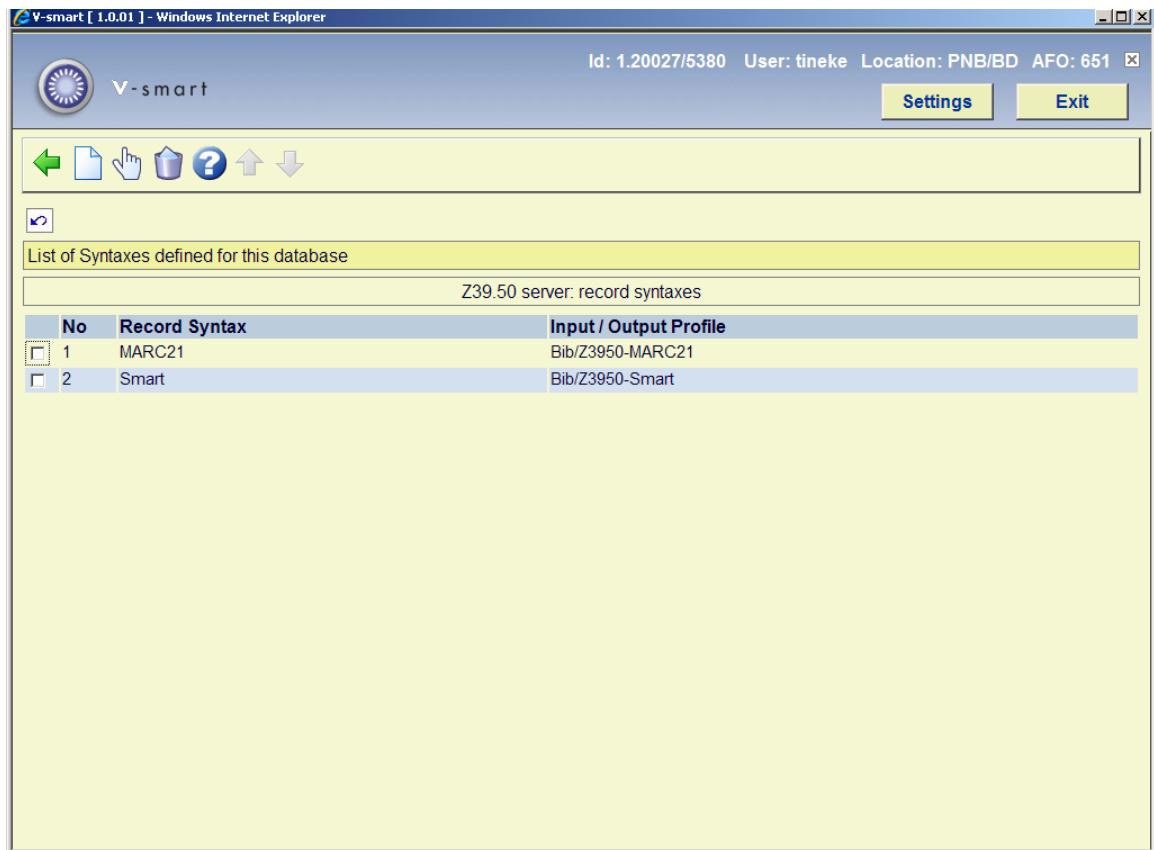 V-smart [ 1.0.01 ] - Windows Internet Explorer
Id: 1.20027/5380 User: tineke Location: PNB/BD AFO: 651
V-smart
Settings Exit
List of Syntaxes defined for this database
Z39.50 server: record syntaxes
No Record Syntax Input / Output Profile
1 MARC21 Bib/Z3950-MARC21
2 Smart Bib/Z3950-Smart